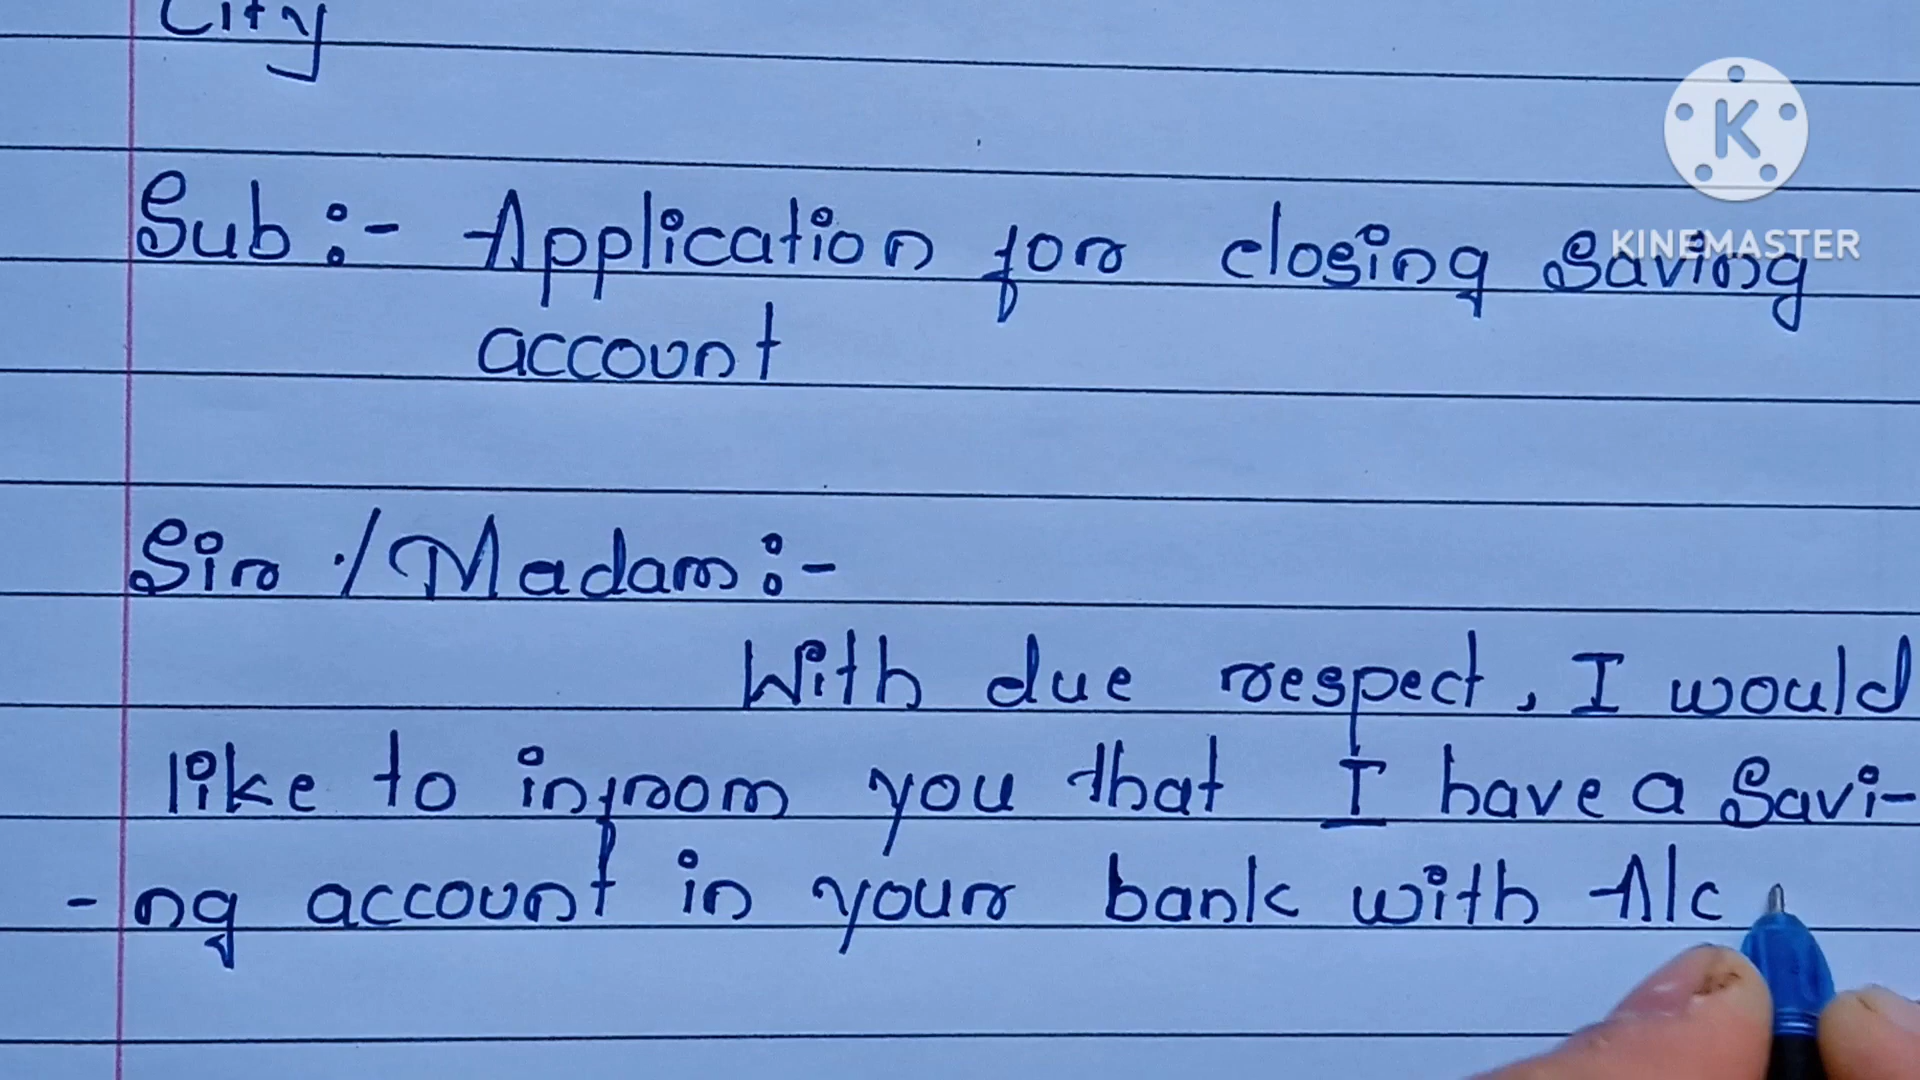 City
K
KINEMASTER
Sub :- Application for closing Saving
account
Sir / Madam :-
With due respect, I would
like to infrom you that I have a Savi-
-ng account in your bank with A/c